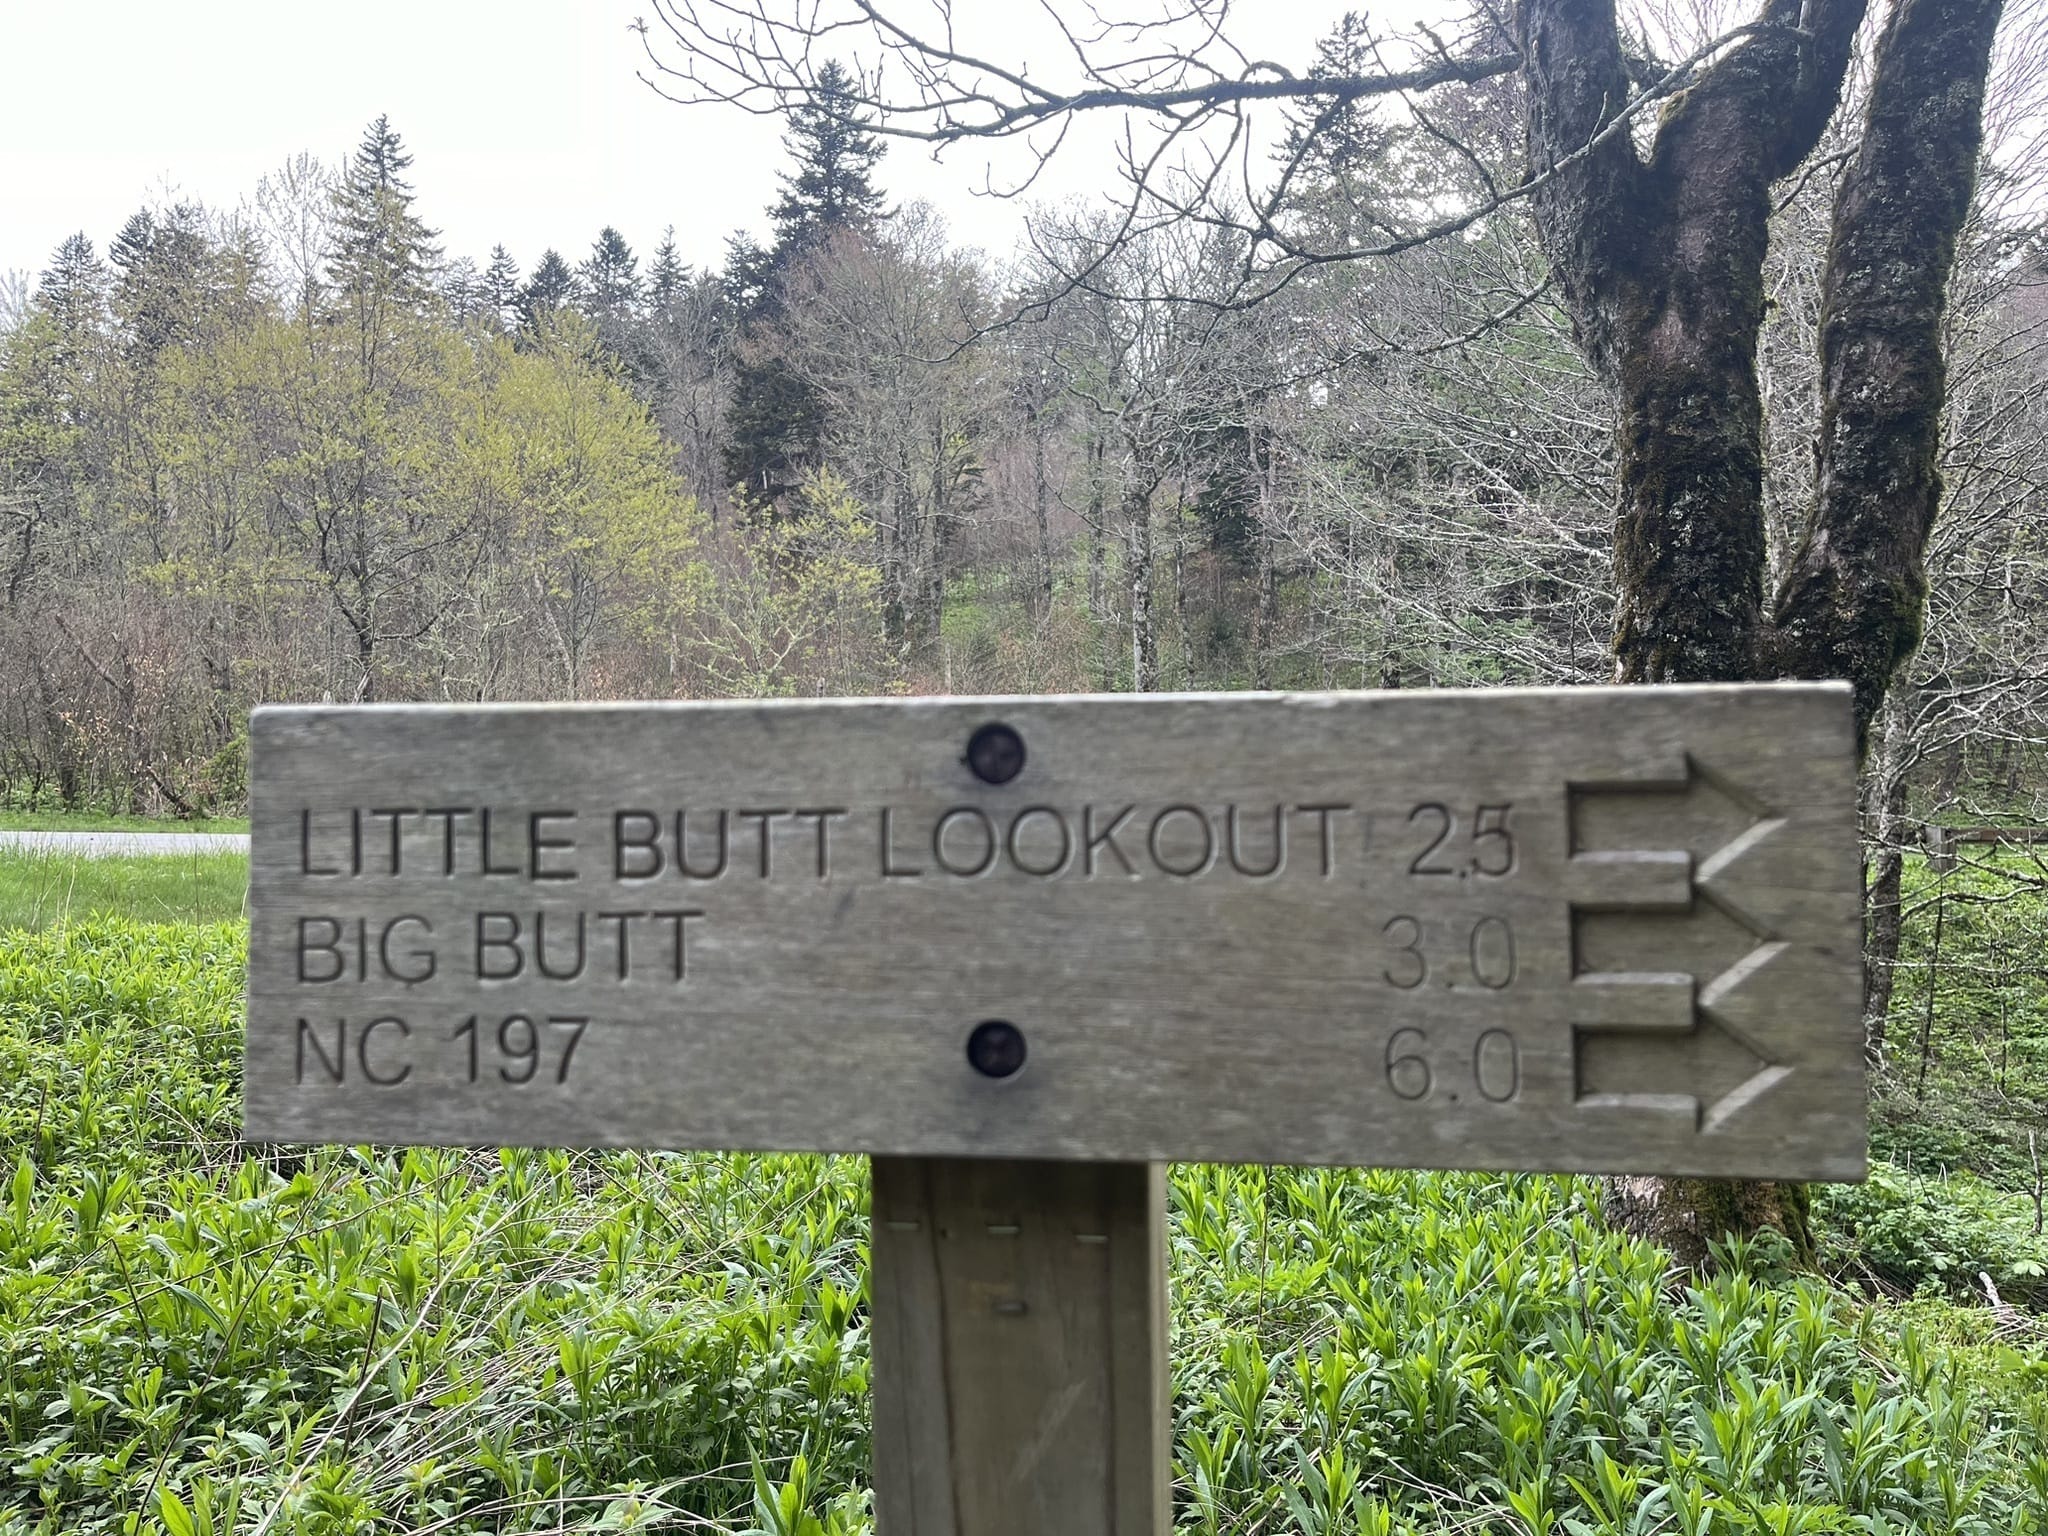 LITTLE BUTT LOOKOUT 2.5
BIG BUTT 3.0
NC 197 6.0